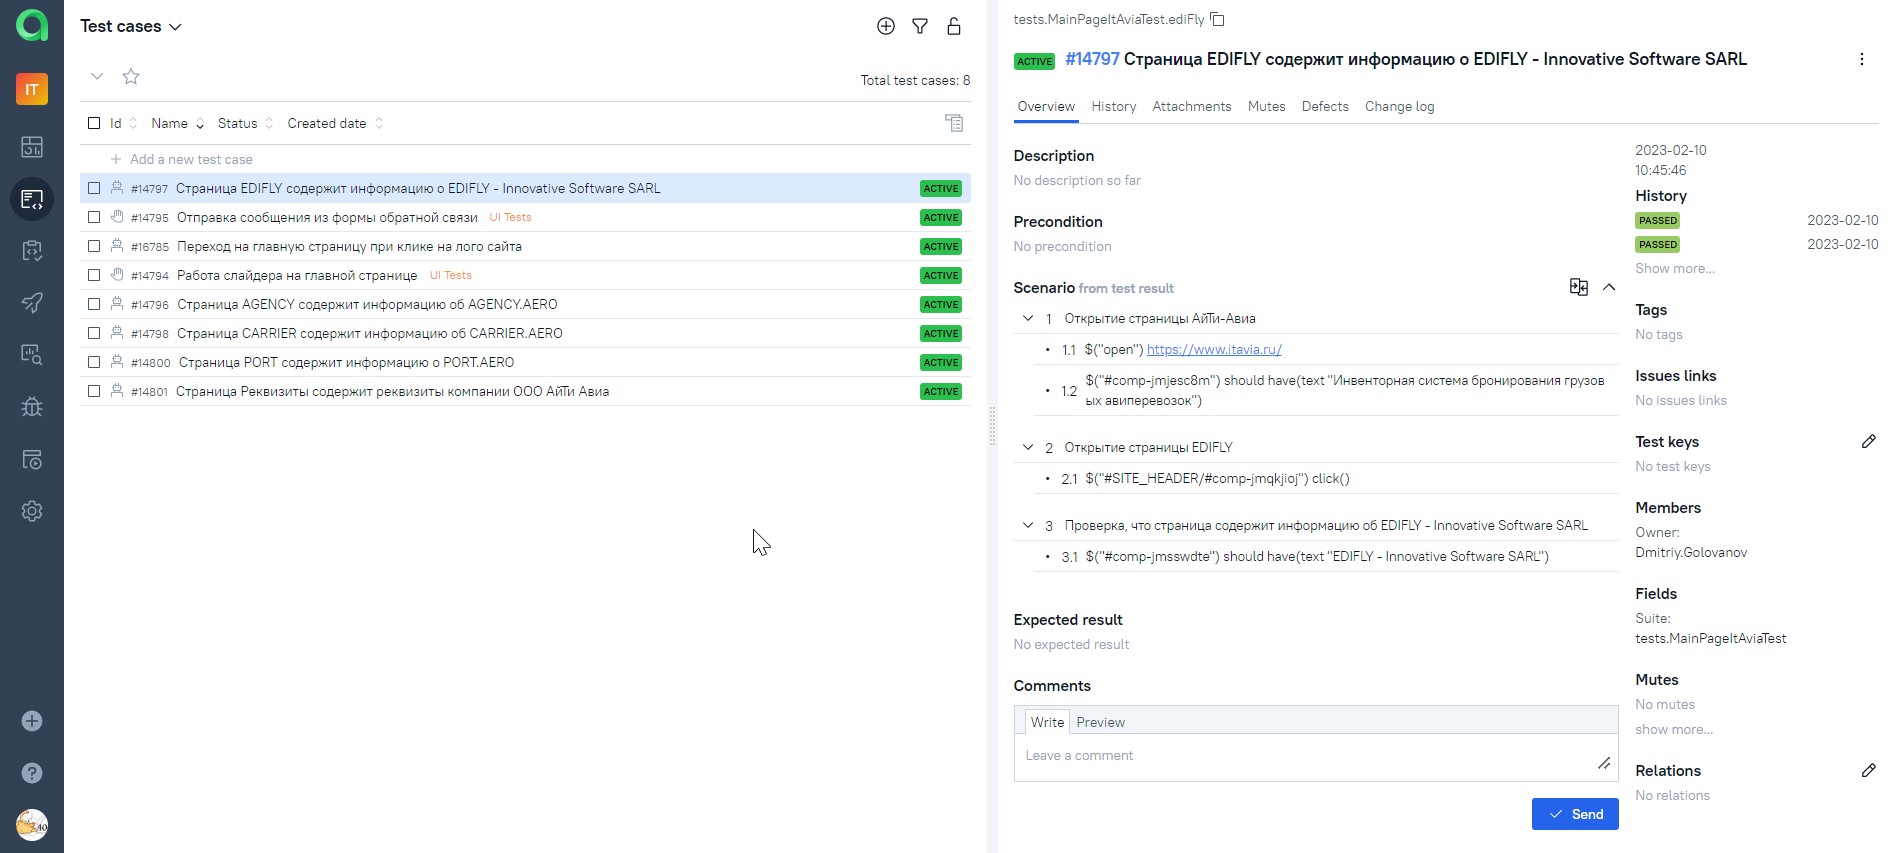 IT
Test cases
Total test cases: 8
Id Name Status Created date
Add a new test case
#14797 Страница EDIFLY содержит информацию о EDIFLY - Innovative Software SARL ACTIVE
#14795 Отправка сообщения из формы обратной связи UI Tests ACTIVE
#16785 Переход на главную страницу при клике на лого сайта ACTIVE
#14794 Работа слайдера на главной странице UI Tests ACTIVE
#14796 Страница AGENCY содержит информацию об AGENCY.AERO ACTIVE
#14798 Страница CARRIER содержит информацию об CARRIER.AERO ACTIVE
#14800 Страница PORT содержит информацию о PORT.AERO ACTIVE
#14801 Страница Реквизиты содержит реквизиты компании ООО АйТи Авиа ACTIVE
tests.MainPageItAviaTest.ediFly
ACTIVE #14797 Страница EDIFLY содержит информацию о EDIFLY - Innovative Software SARL
Overview History Attachments Mutes Defects Change log
Description
No description so far
Precondition
No precondition
Scenario from test result
1 Открытие страницы АйТи-Авиа
1.1 $("open") https://www.itavia.ru/
1.2 $("#comp-jmjesc8m") should have(text "Инвенторная система бронирования грузов
ых авиперевозок")
2 Открытие страницы EDIFLY
2.1 $("#SITE_HEADER/#comp-jmqkjioj") click()
3 Проверка, что страница содержит информацию об EDIFLY - Innovative Software SARL
3.1 $("#comp-jmsswdte") should have(text "EDIFLY - Innovative Software SARL")
Expected result
No expected result
Comments
Write Preview
Leave a comment
Send
2023-02-10
10:45:46
History
PASSED 2023-02-10
PASSED 2023-02-10
Show more...
Tags
No tags
Issues links
No issues links
Test keys
No test keys
Members
Owner:
Dmitriy.Golovanov
Fields
Suite:
tests.MainPageItAviaTest
Mutes
No mutes
show more...
Relations
No relations